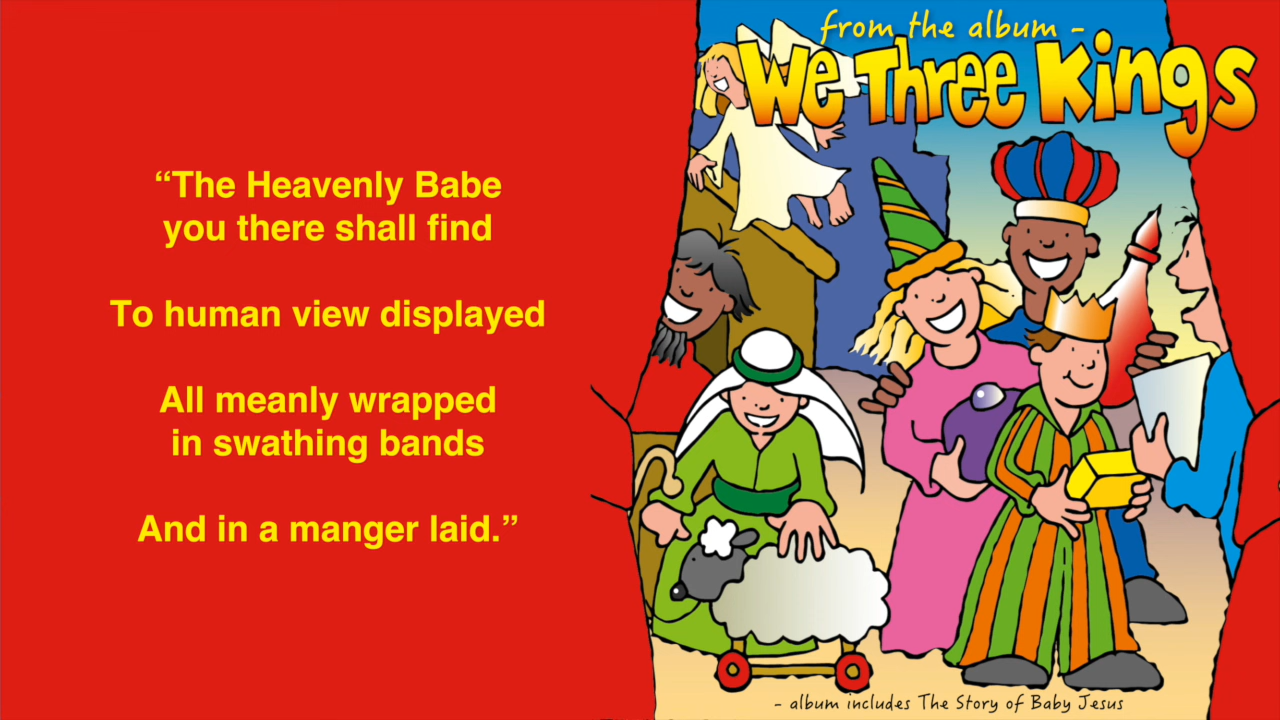 “The Heavenly Babe
you there shall find
To human view displayed
All meanly wrapped
in swathing bands
And in a manger laid.”
from the album -
We Three Kings
- album includes The Story of Baby Jesus